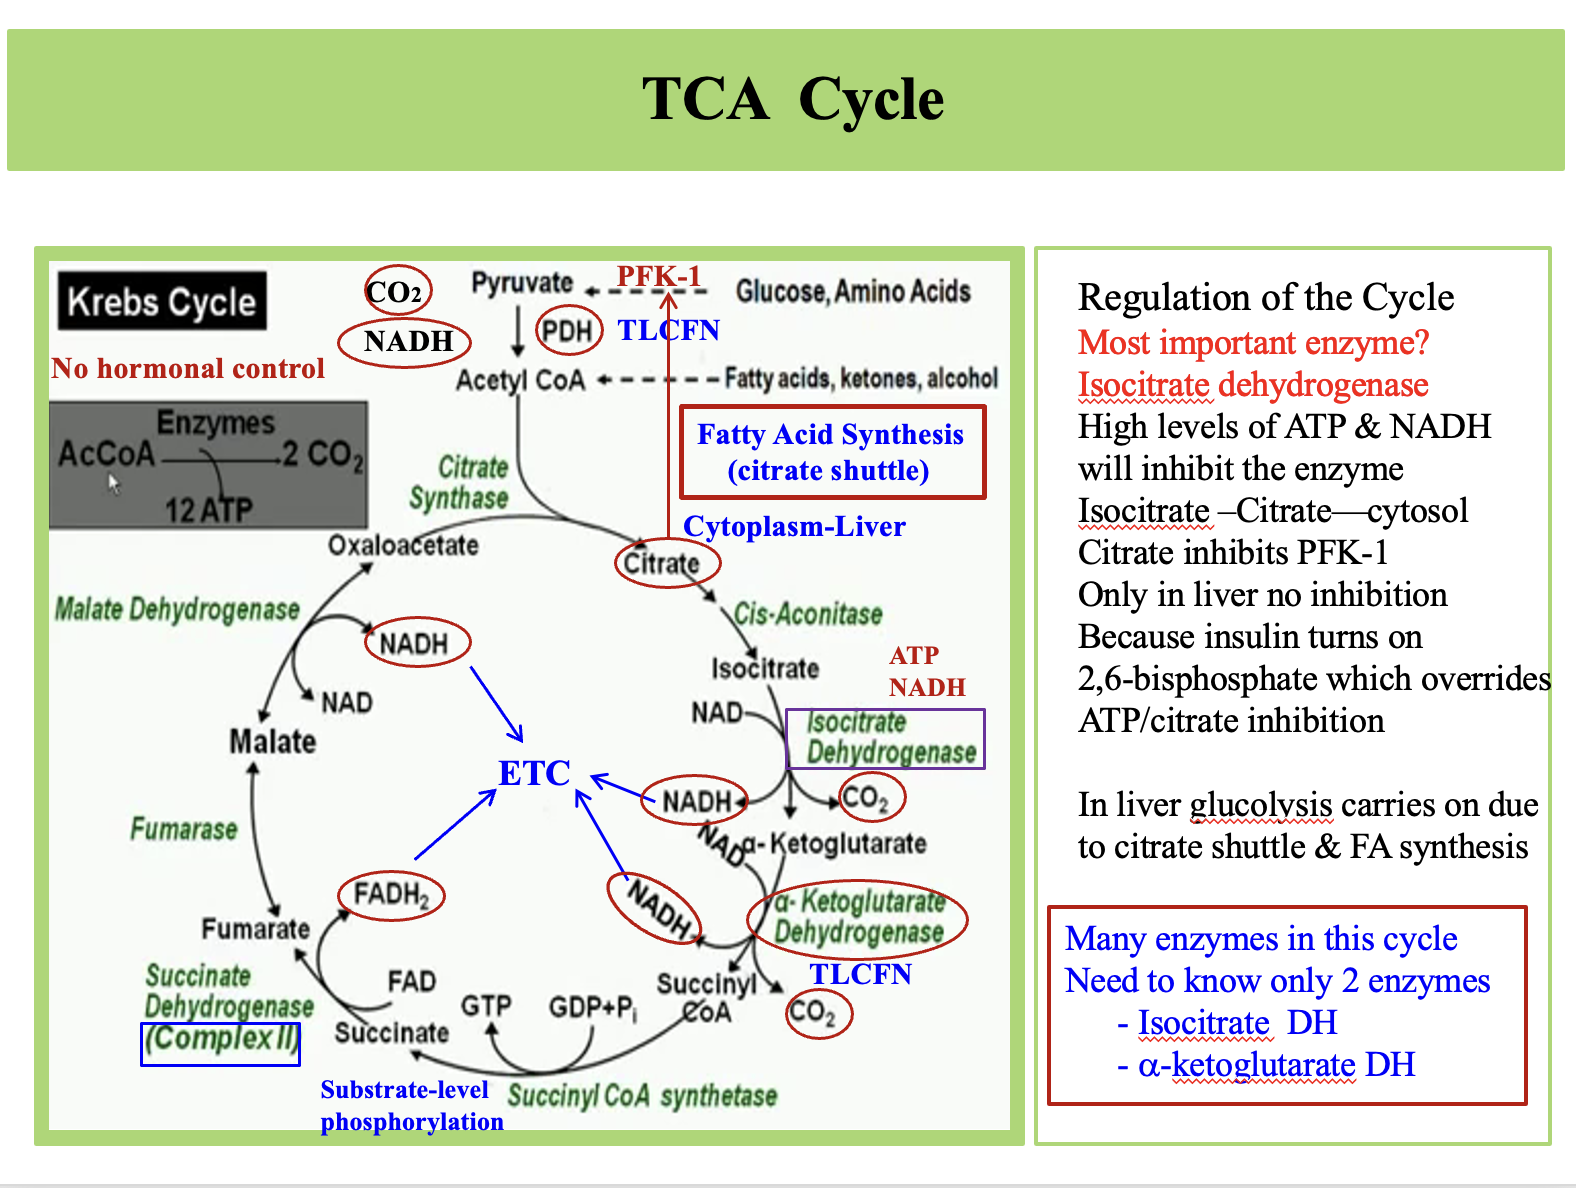 TCA Cycle
Krebs Cycle
CO₂
NADH
No hormonal control
Pyruvate
PFK-1
Glucose, Amino Acids
PDH
TLCFN
Acetyl CoA
Fatty acids, ketones, alcohol
Enzymes
AcCoA
2 CO₂
12 ATP
Citrate
Synthase
Fatty Acid Synthesis
(citrate shuttle)
Cytoplasm-Liver
Oxaloacetate
Citrate
Malate Dehydrogenase
Cis-Aconitase
NADH
Isocitrate
ATP
NADH
NAD
NAD
Isocitrate
Dehydrogenase
Malate
ETC
NADH
CO₂
NAD
α- Ketoglutarate
Fumarase
FADH₂
NADH
α- Ketoglutarate
Dehydrogenase
TLCFN
Fumarate
Succinate
Dehydrogenase
(Complex II)
FAD
GTP
GDP+Pᵢ
Succinyl
CoA
CO₂
Succinate
Substrate-level
phosphorylation
Succinyl CoA synthetase
Regulation of the Cycle
Most important enzyme?
Isocitrate dehydrogenase
High levels of ATP & NADH
will inhibit the enzyme
Isocitrate –Citrate—cytosol
Citrate inhibits PFK-1
Only in liver no inhibition
Because insulin turns on
2,6-bisphosphate which overrides
ATP/citrate inhibition
In liver glucolysis carries on due
to citrate shuttle & FA synthesis
Many enzymes in this cycle
Need to know only 2 enzymes
- Isocitrate DH
- α-ketoglutarate DH